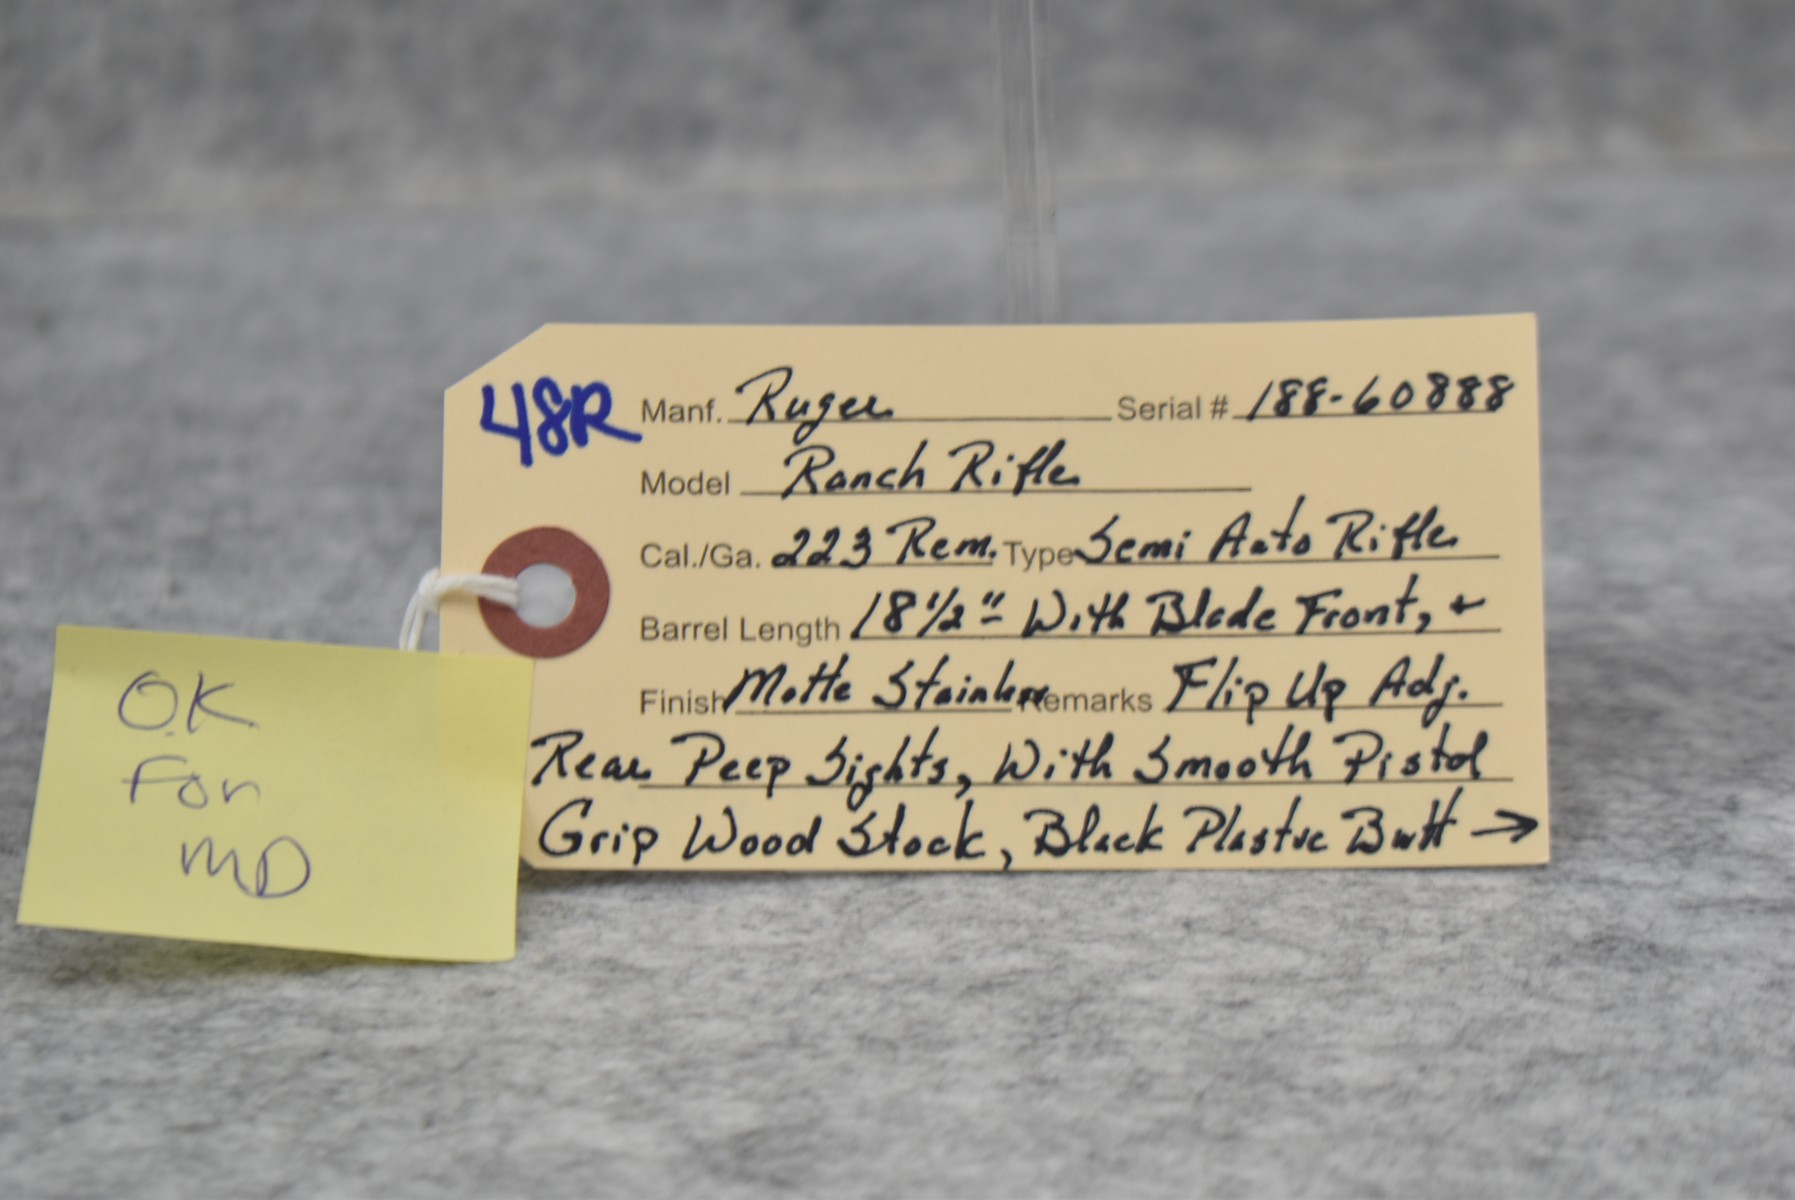 48R Manf. Ruger Serial # 188-60888
Model Ranch Rifle
Cal./Ga. 223 Rem. Type Semi Auto Rifle
Barrel Length 18 1/2" With Blade Front, +
Finish Matte Stainless Remarks Flip Up Adj.
Rear Peep Sights, With Smooth Pistol
Grip Wood Stock, Black Plastic Butt →
O.K
For
MD